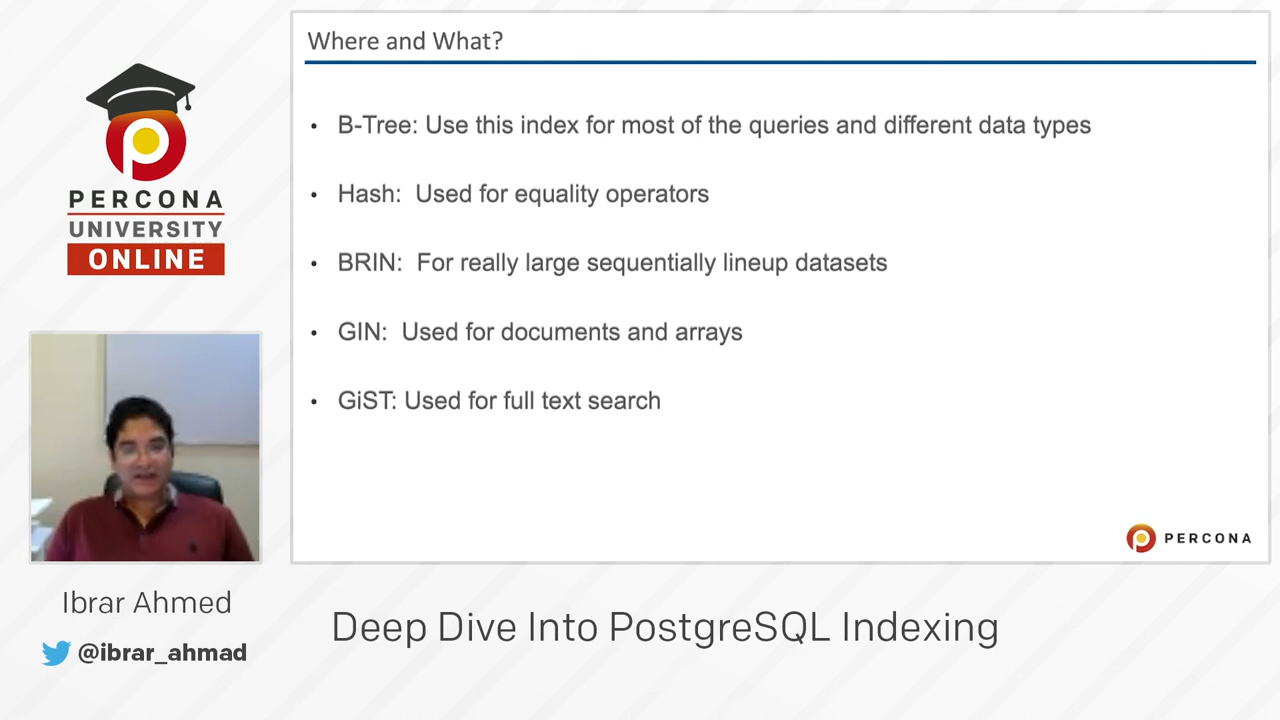 PERCONA
UNIVERSITY
ONLINE
Ibrar Ahmed
@ibrar_ahmad
Where and What?
• B-Tree: Use this index for most of the queries and different data types
• Hash: Used for equality operators
• BRIN: For really large sequentially lineup datasets
• GIN: Used for documents and arrays
• GiST: Used for full text search
PERCONA
Deep Dive Into PostgreSQL Indexing